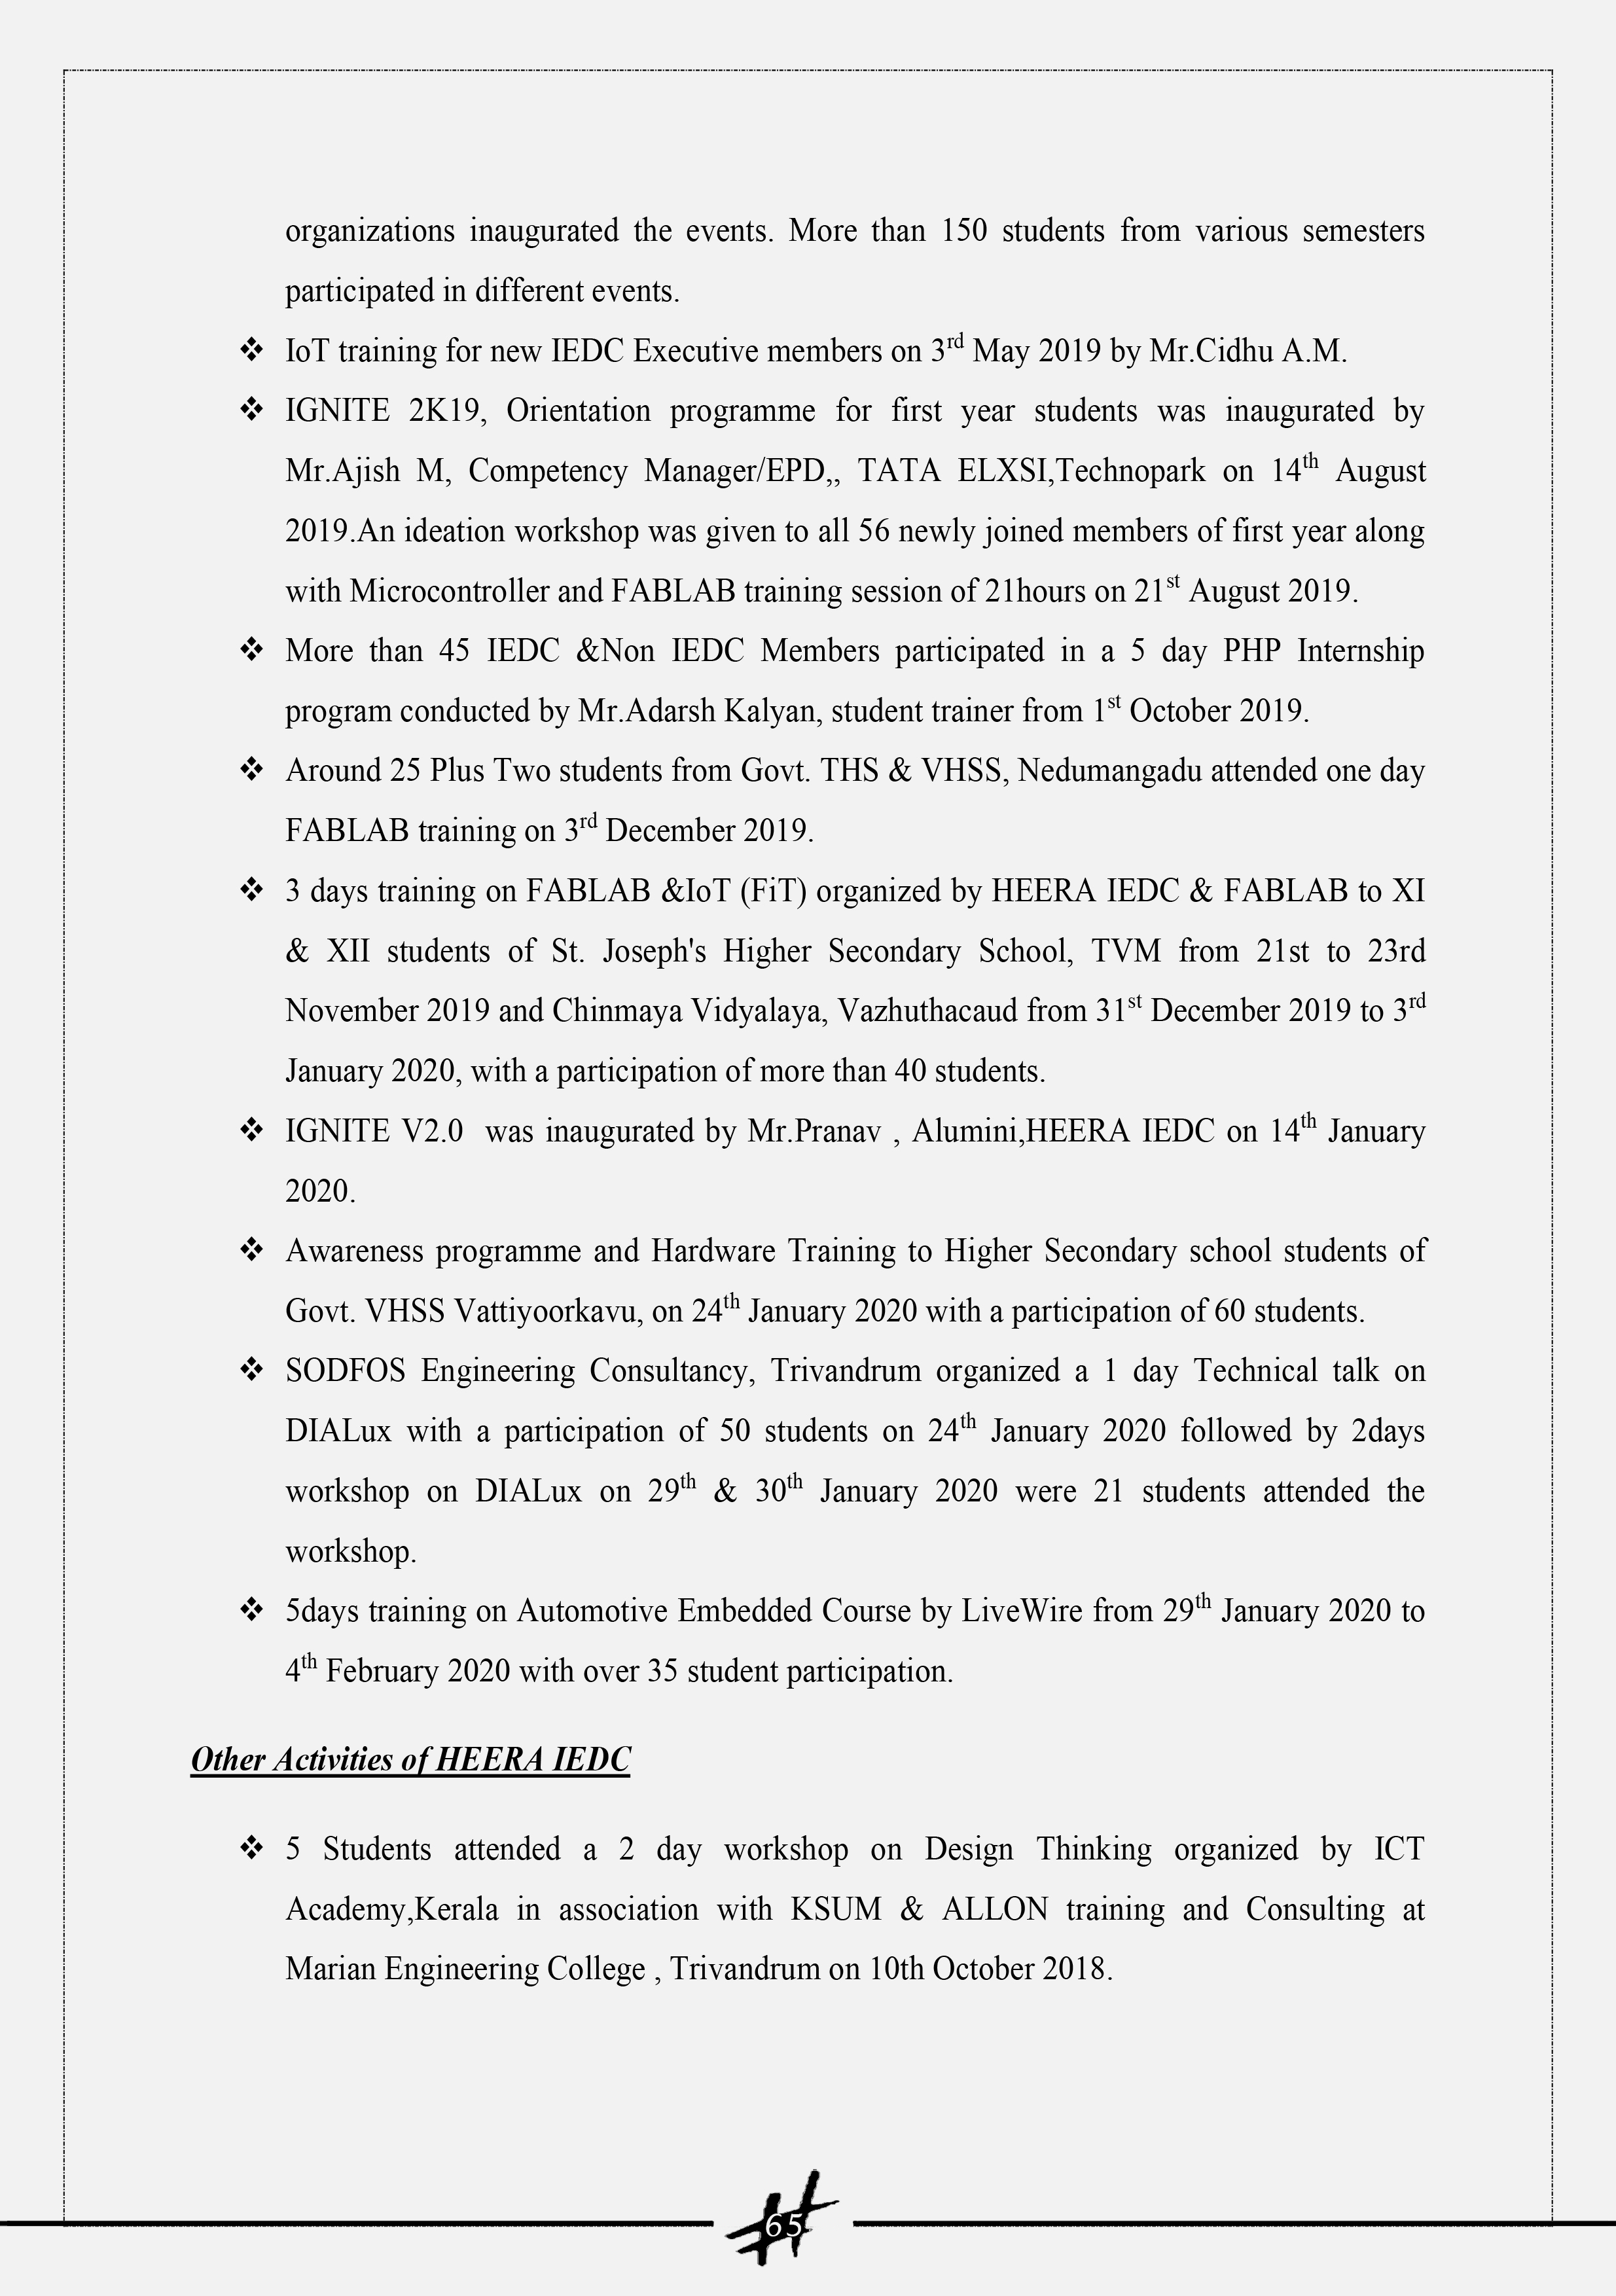 organizations inaugurated the events. More than 150 students from various semesters
participated in different events.
❖ IoT training for new IEDC Executive members on 3rd May 2019 by Mr.Cidhu A.M.
❖ IGNITE 2K19, Orientation programme for first year students was inaugurated by
Mr.Ajish M, Competency Manager/EPD,, TATA ELXSI,Technopark on 14th August
2019.An ideation workshop was given to all 56 newly joined members of first year along
with Microcontroller and FABLAB training session of 21hours on 21st August 2019.
❖ More than 45 IEDC &Non IEDC Members participated in a 5 day PHP Internship
program conducted by Mr.Adarsh Kalyan, student trainer from 1st October 2019.
❖ Around 25 Plus Two students from Govt. THS & VHSS, Nedumangadu attended one day
FABLAB training on 3rd December 2019.
❖ 3 days training on FABLAB &IoT (FiT) organized by HEERA IEDC & FABLAB to XI
& XII students of St. Joseph's Higher Secondary School, TVM from 21st to 23rd
November 2019 and Chinmaya Vidyalaya, Vazhuthacaud from 31st December 2019 to 3rd
January 2020, with a participation of more than 40 students.
❖ IGNITE V2.0  was inaugurated by Mr.Pranav , Alumini,HEERA IEDC on 14th January
2020.
❖ Awareness programme and Hardware Training to Higher Secondary school students of
Govt. VHSS Vattiyoorkavu, on 24th January 2020 with a participation of 60 students.
❖ SODFOS Engineering Consultancy, Trivandrum organized a 1 day Technical talk on
DIALux with a participation of 50 students on 24th January 2020 followed by 2days
workshop on DIALux on 29th & 30th January 2020 were 21 students attended the
workshop.
❖ 5days training on Automotive Embedded Course by LiveWire from 29th January 2020 to
4th February 2020 with over 35 student participation.
Other Activities of HEERA IEDC
❖ 5 Students attended a 2 day workshop on Design Thinking organized by ICT
Academy,Kerala in association with KSUM & ALLON training and Consulting at
Marian Engineering College , Trivandrum on 10th October 2018.
65